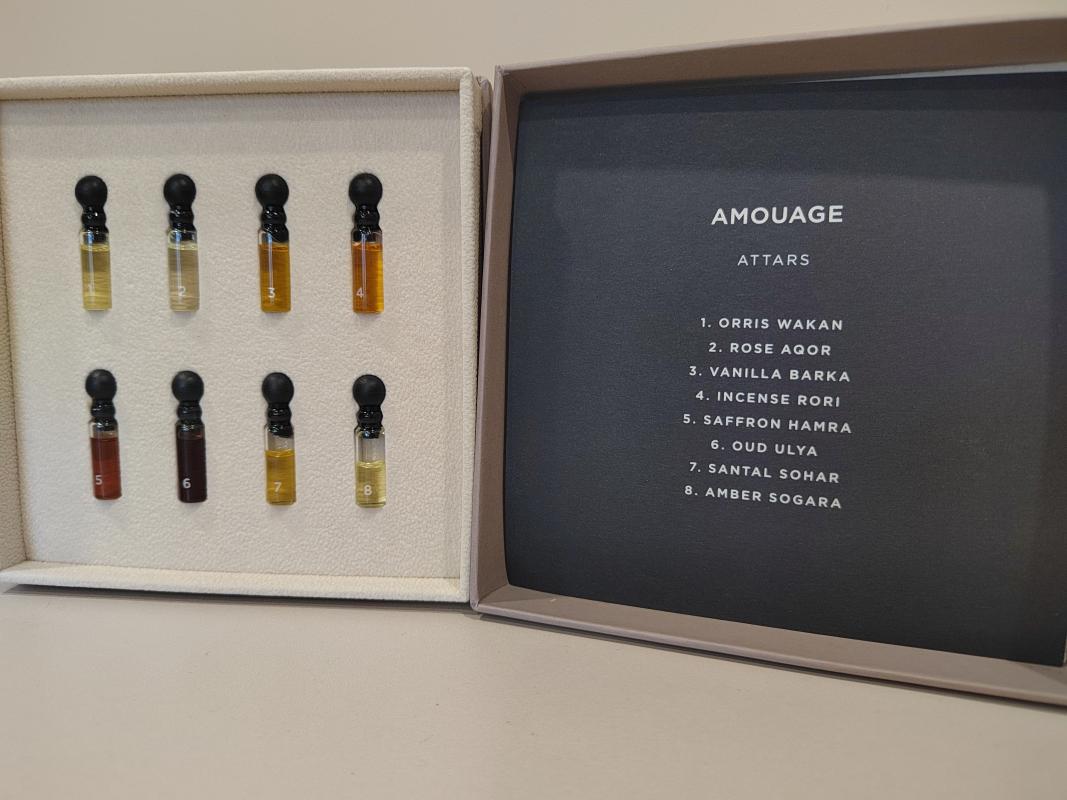 1
2
3
4
5
6
7
8
AMOUAGE
ATTARS
1. ORRIS WAKAN
2. ROSE AQOR
3. VANILLA BARKA
4. INCENSE RORI
5. SAFFRON HAMRA
6. OUD ULYA
7. SANTAL SOHAR
8. AMBER SOGARA